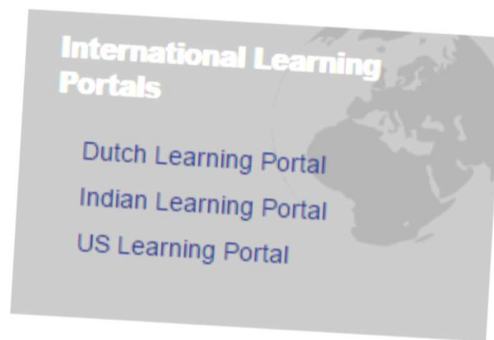 International Learning
Portals
Dutch Learning Portal
Indian Learning Portal
US Learning Portal